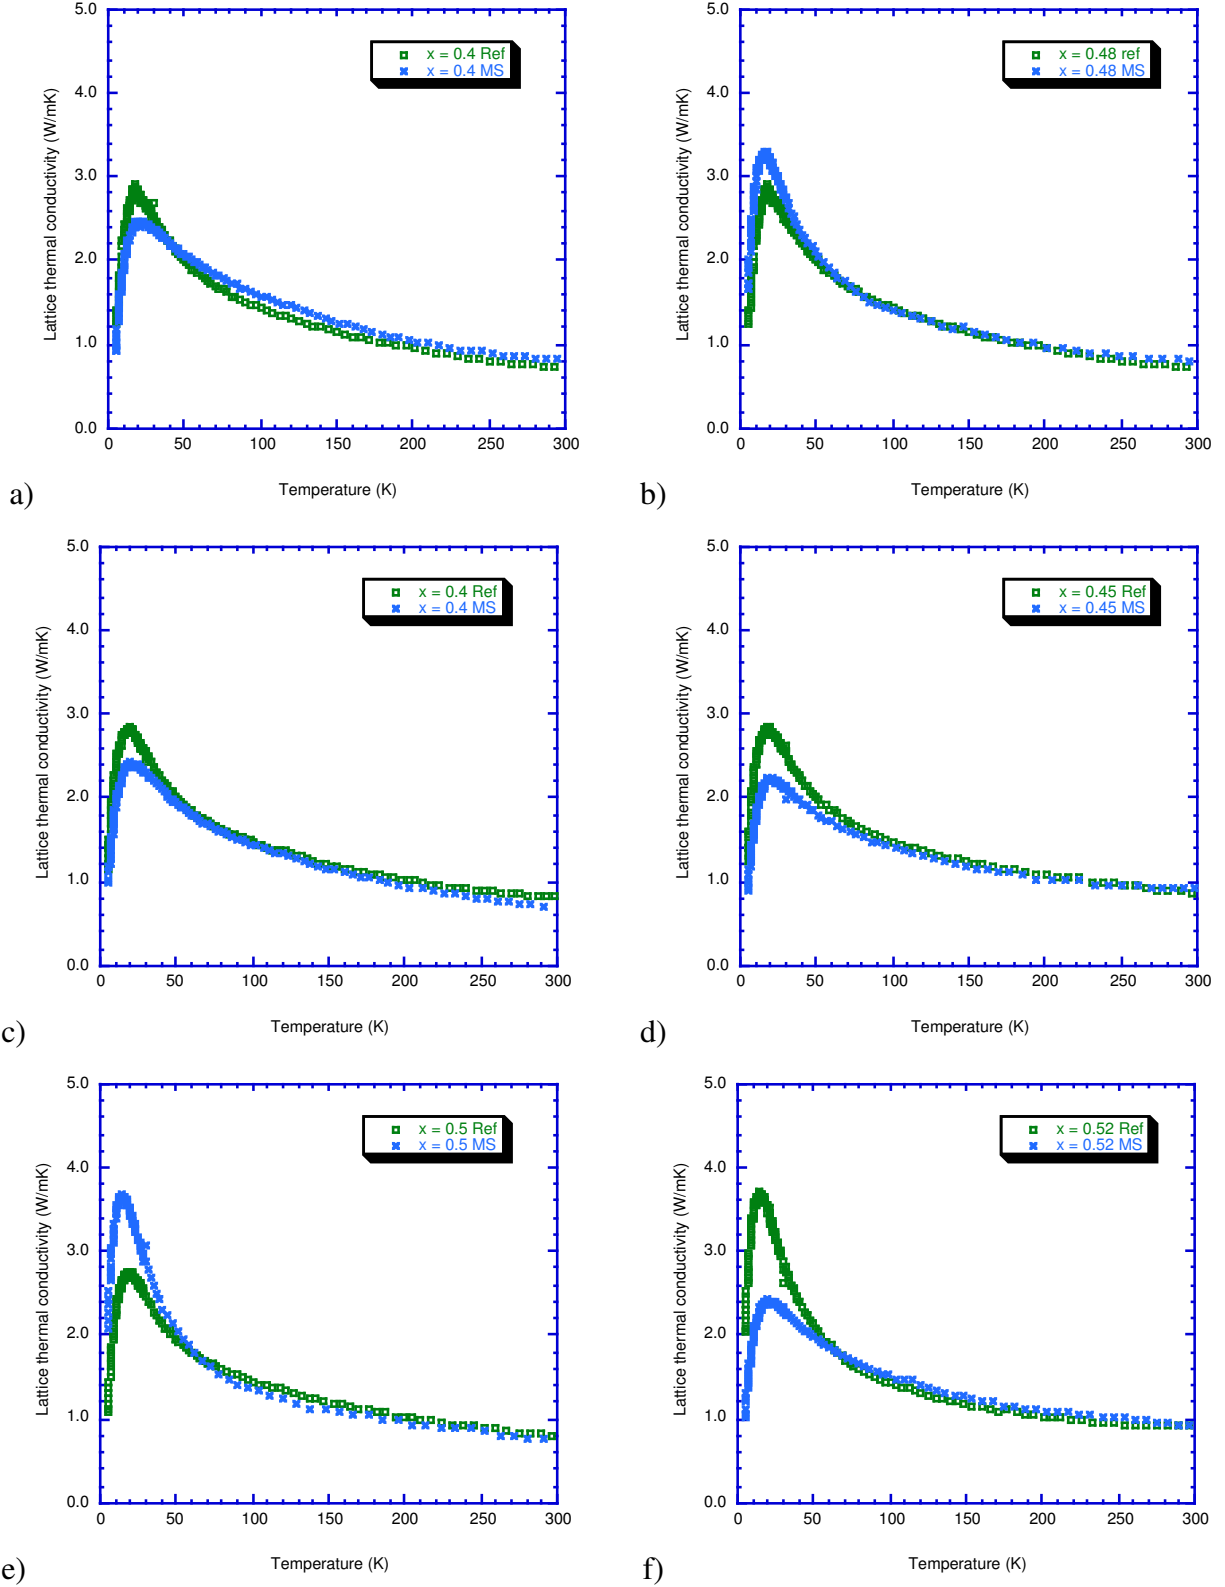 5.0
4.0
3.0
2.0
1.0
0.0
Lattice thermal conductivity (W/mK)
x = 0.4 Ref
x = 0.4 MS
0 50 100 150 200 250 300
Temperature (K)
a)
5.0
4.0
3.0
2.0
1.0
0.0
Lattice thermal conductivity (W/mK)
x = 0.48 ref
x = 0.48 MS
0 50 100 150 200 250 300
Temperature (K)
b)
5.0
4.0
3.0
2.0
1.0
0.0
Lattice thermal conductivity (W/mK)
x = 0.4 Ref
x = 0.4 MS
0 50 100 150 200 250 300
Temperature (K)
c)
5.0
4.0
3.0
2.0
1.0
0.0
Lattice thermal conductivity (W/mK)
x = 0.45 Ref
x = 0.45 MS
0 50 100 150 200 250 300
Temperature (K)
d)
5.0
4.0
3.0
2.0
1.0
0.0
Lattice thermal conductivity (W/mK)
x = 0.5 Ref
x = 0.5 MS
0 50 100 150 200 250 300
Temperature (K)
e)
5.0
4.0
3.0
2.0
1.0
0.0
Lattice thermal conductivity (W/mK)
x = 0.52 Ref
x = 0.52 MS
0 50 100 150 200 250 300
Temperature (K)
f)